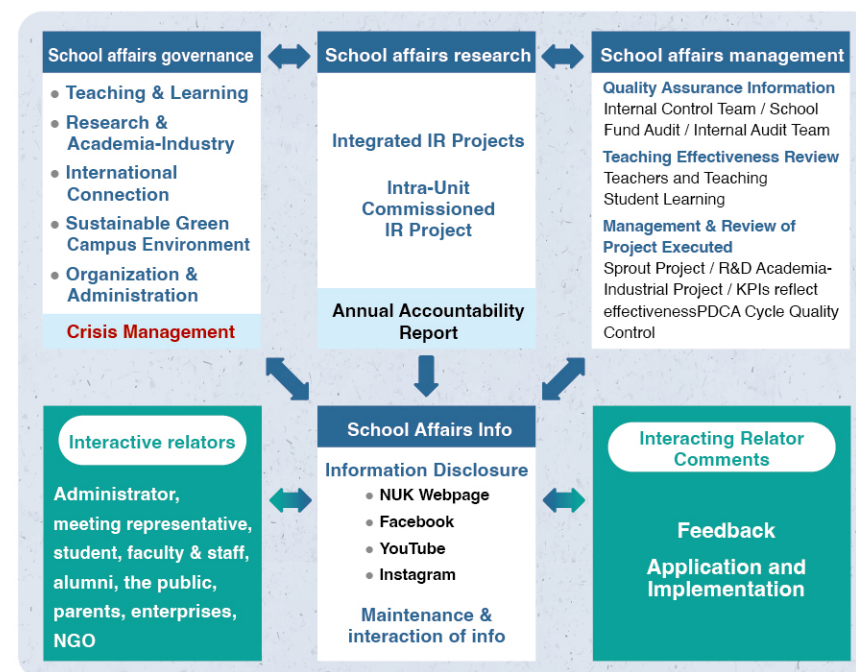 School affairs governance
Teaching & Learning
Research &
Academia-Industry
International
Connection
Sustainable Green
Campus Environment
Organization &
Administration
Crisis Management
School affairs research
Integrated IR Projects
Intra-Unit
Commissioned
IR Project
Annual Accountability
Report
School affairs management
Quality Assurance Information
Internal Control Team / School
Fund Audit / Internal Audit Team
Teaching Effectiveness Review
Teachers and Teaching
Student Learning
Management & Review of
Project Executed
Sprout Project / R&D Academia-
Industrial Project / KPIs reflect
effectivenessPDCA Cycle Quality
Control
Interactive relators
Administrator,
meeting representative,
student, faculty & staff,
alumni, the public,
parents, enterprises,
NGO
School Affairs Info
Information Disclosure
NUK Webpage
Facebook
YouTube
Instagram
Maintenance &
interaction of info
Interacting Relator
Comments
Feedback
Application and
Implementation